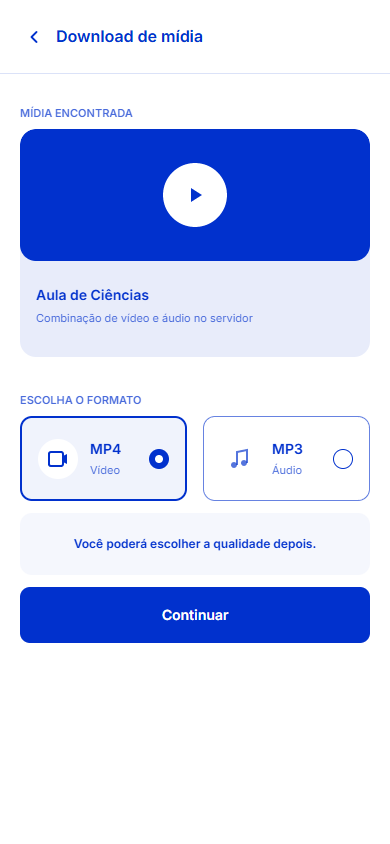 Download de mídia
MÍDIA ENCONTRADA
Aula de Ciências
Combinação de vídeo e áudio no servidor
ESCOLHA O FORMATO
MP4
Vídeo
MP3
Áudio
Você poderá escolher a qualidade depois.
Continuar